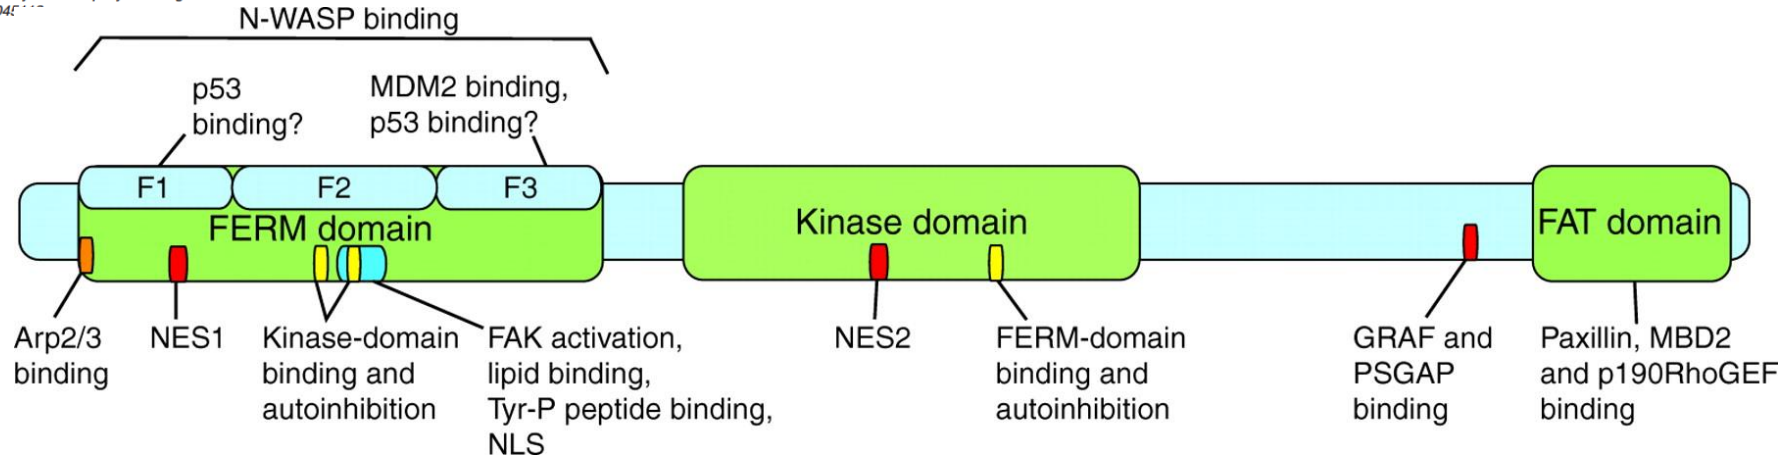 N-WASP binding
p53
binding?
MDM2 binding,
p53 binding?
F1
F2
F3
FERM domain
Kinase domain
FAT domain
Arp2/3
binding
NES1
Kinase-domain
binding and
autoinhibition
FAK activation,
lipid binding,
Tyr-P peptide binding,
NLS
NES2
FERM-domain
binding and
autoinhibition
GRAF and
PSGAP
binding
Paxillin, MBD2
and p190RhoGEF
binding